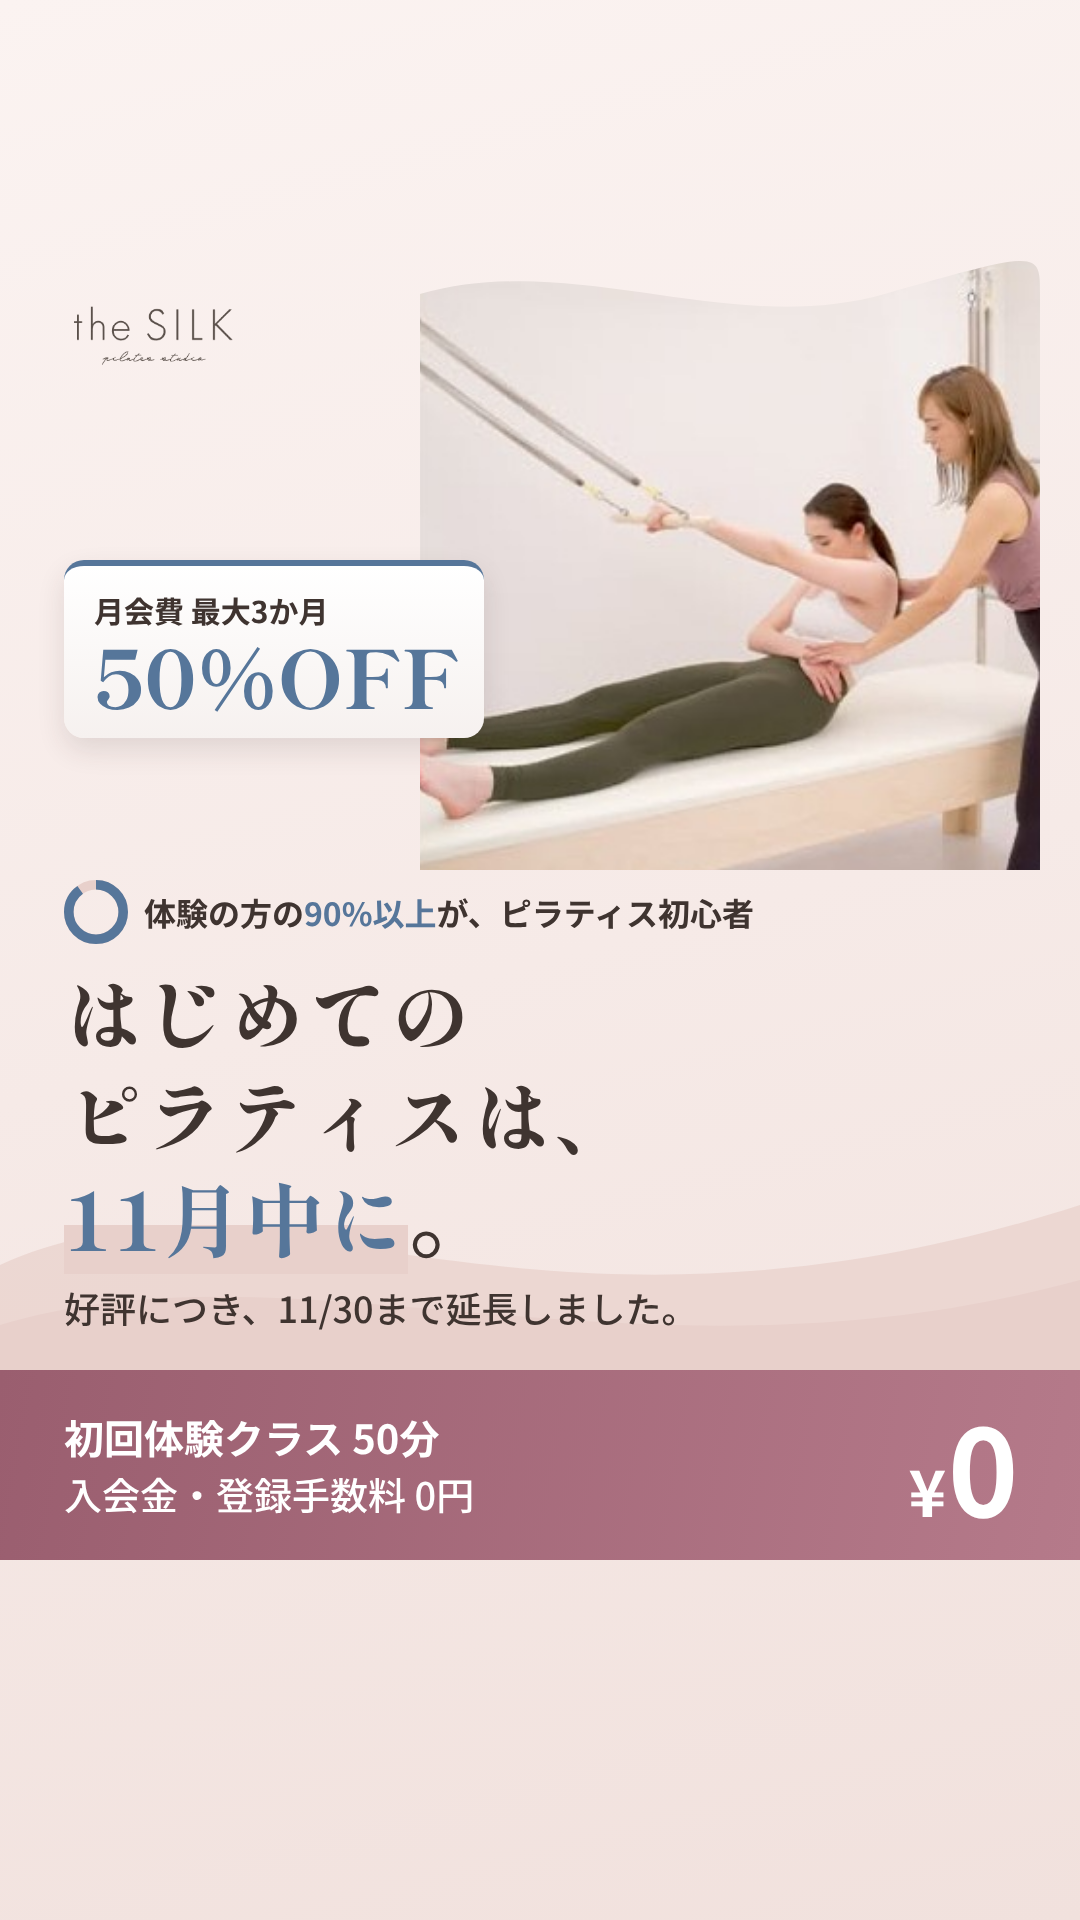 the SILK
pilates studio
月会費 最大3か月
50%OFF
体験の方の90%以上が、ピラティス初心者
はじめての
ピラティスは、
11月中に。
好評につき、11/30まで延長しました。
初回体験クラス 50分
入会金・登録手数料 0円
¥0